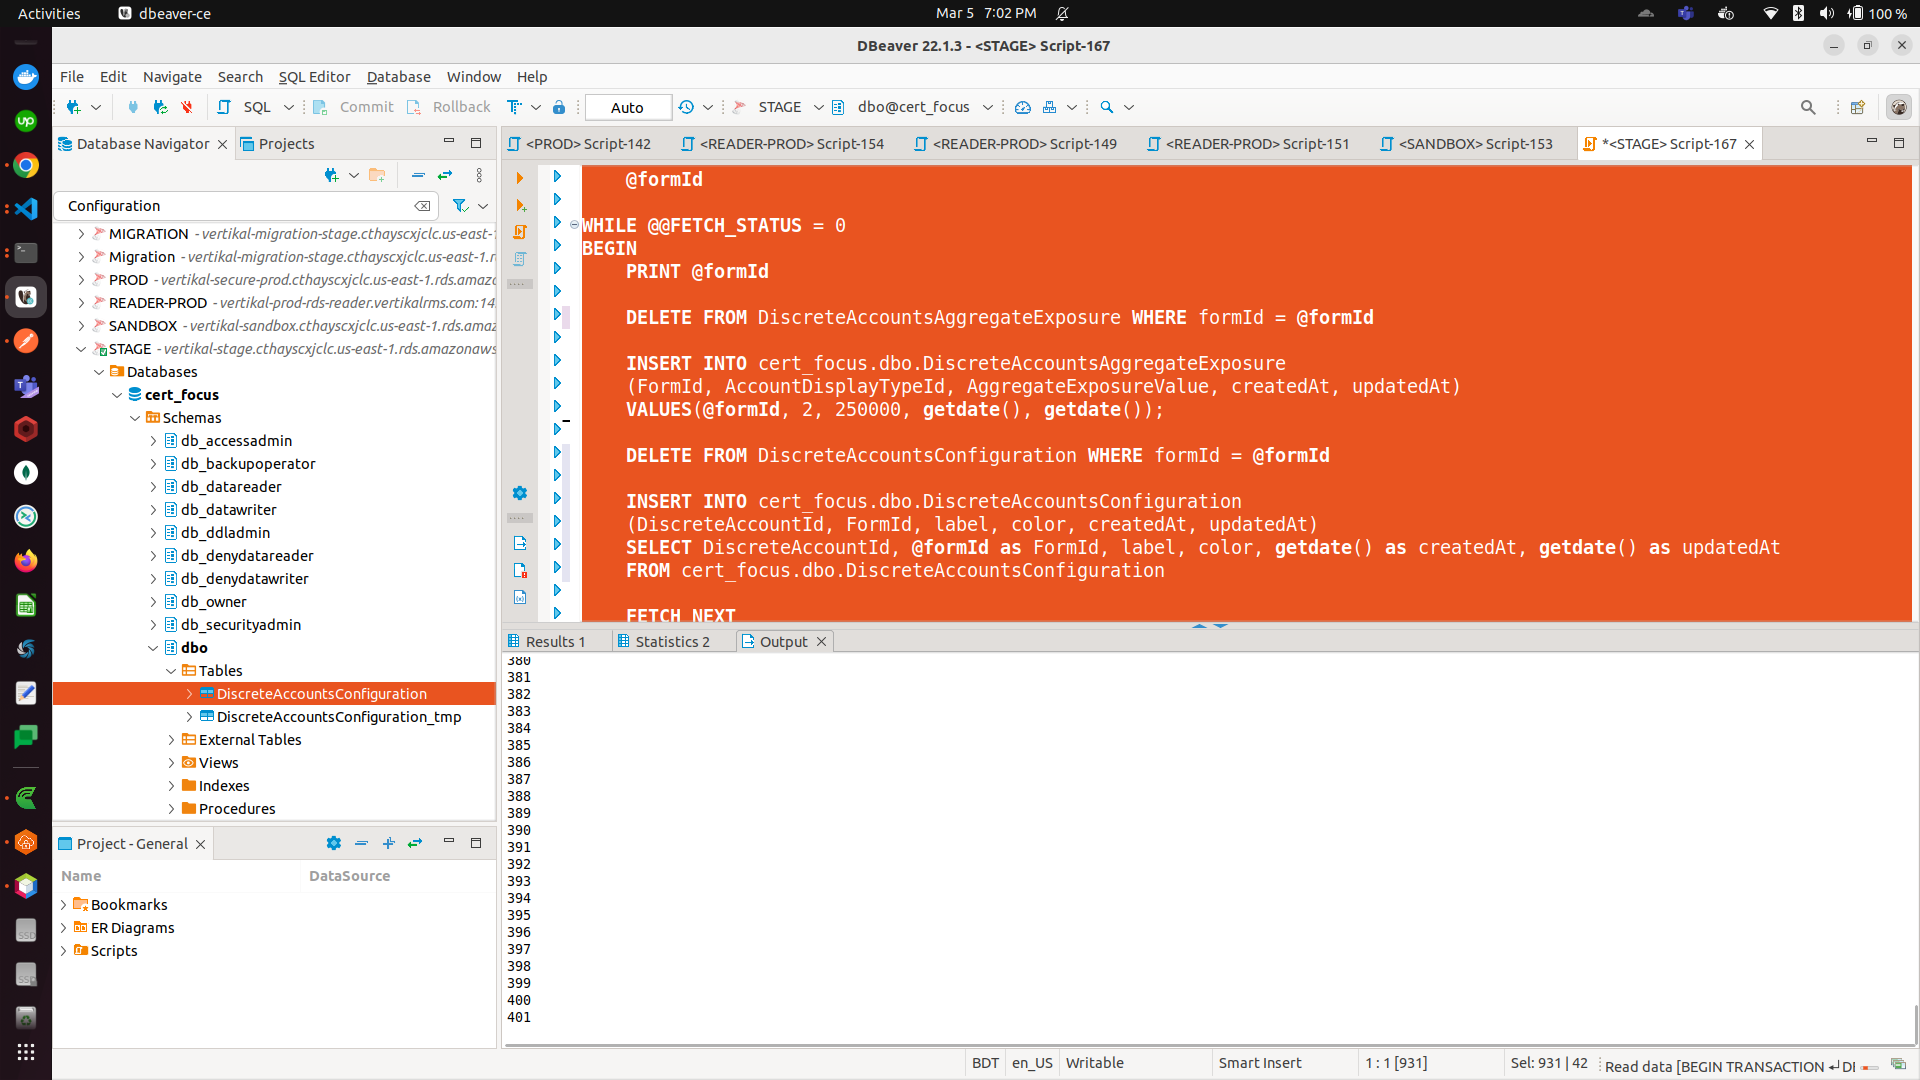 Activities
dbeaver-ce
Mar 5 7:02 PM
100 %
DBeaver 22.1.3 - <STAGE> Script-167
File Edit Navigate Search SQL Editor Database Window Help
SQL Commit Rollback Auto STAGE dbo@cert_focus
Database Navigator Projects
Configuration
MIGRATION - vertikal-migration-stage.cthayscxjclc.us-east-1
Migration - vertikal-migration-stage.cthayscxjclc.us-east-1.r
PROD - vertikal-secure-prod.cthayscxjclc.us-east-1.rds.amazo
READER-PROD - vertikal-prod-rds-reader.vertikalrms.com:14
SANDBOX - vertikal-sandbox.cthayscxjclc.us-east-1.rds.amaz
STAGE - vertikal-stage.cthayscxjclc.us-east-1.rds.amazonaws
Databases
cert_focus
Schemas
db_accessadmin
db_backupoperator
db_datareader
db_datawriter
db_ddladmin
db_denydatareader
db_denydatawriter
db_owner
db_securityadmin
dbo
Tables
DiscreteAccountsConfiguration
DiscreteAccountsConfiguration_tmp
External Tables
Views
Indexes
Procedures
Project - General
Name DataSource
Bookmarks
ER Diagrams
Scripts
<PROD> Script-142 <READER-PROD> Script-154 <READER-PROD> Script-149 <READER-PROD> Script-151 <SANDBOX> Script-153 *<STAGE> Script-167
@formId
WHILE @@FETCH_STATUS = 0
BEGIN
PRINT @formId
DELETE FROM DiscreteAccountsAggregateExposure WHERE formId = @formId
INSERT INTO cert_focus.dbo.DiscreteAccountsAggregateExposure
(FormId, AccountDisplayTypeId, AggregateExposureValue, createdAt, updatedAt)
VALUES(@formId, 2, 250000, getdate(), getdate());
DELETE FROM DiscreteAccountsConfiguration WHERE formId = @formId
INSERT INTO cert_focus.dbo.DiscreteAccountsConfiguration
(DiscreteAccountId, FormId, label, color, createdAt, updatedAt)
SELECT DiscreteAccountId, @formId as FormId, label, color, getdate() as createdAt, getdate() as updatedAt
FROM cert_focus.dbo.DiscreteAccountsConfiguration
FETCH NEXT
Results 1 Statistics 2 Output
380
381
382
383
384
385
386
387
388
389
390
391
392
393
394
395
396
397
398
399
400
401
BDT en_US Writable Smart Insert 1 : 1 [931] Sel: 931 | 42 Read data [BEGIN TRANSACTION ↵DI